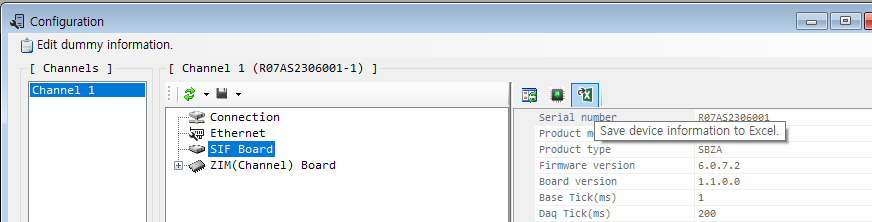 Configuration
Edit dummy information.
[ Channels ]
Channel 1
[ Channel 1 (R07AS2306001-1) ]
Connection
Ethernet
SIF Board
ZIM(Channel) Board
Serial number R07AS2306001
Product m
Save device information to Excel.
Product type SBZA
Firmware version 6.0.7.2
Board version 1.1.0.0
Base Tick(ms) 1
Daq Tick(ms) 200